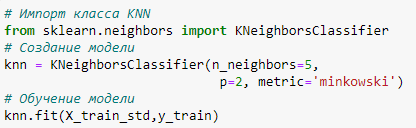 # Импорт класса KNN
from sklearn.neighbors import KNeighborsClassifier
# Создание модели
knn = KNeighborsClassifier(n_neighbors=5,
p=2, metric='minkowski')
# Обучение модели
knn.fit(X_train_std,y_train)